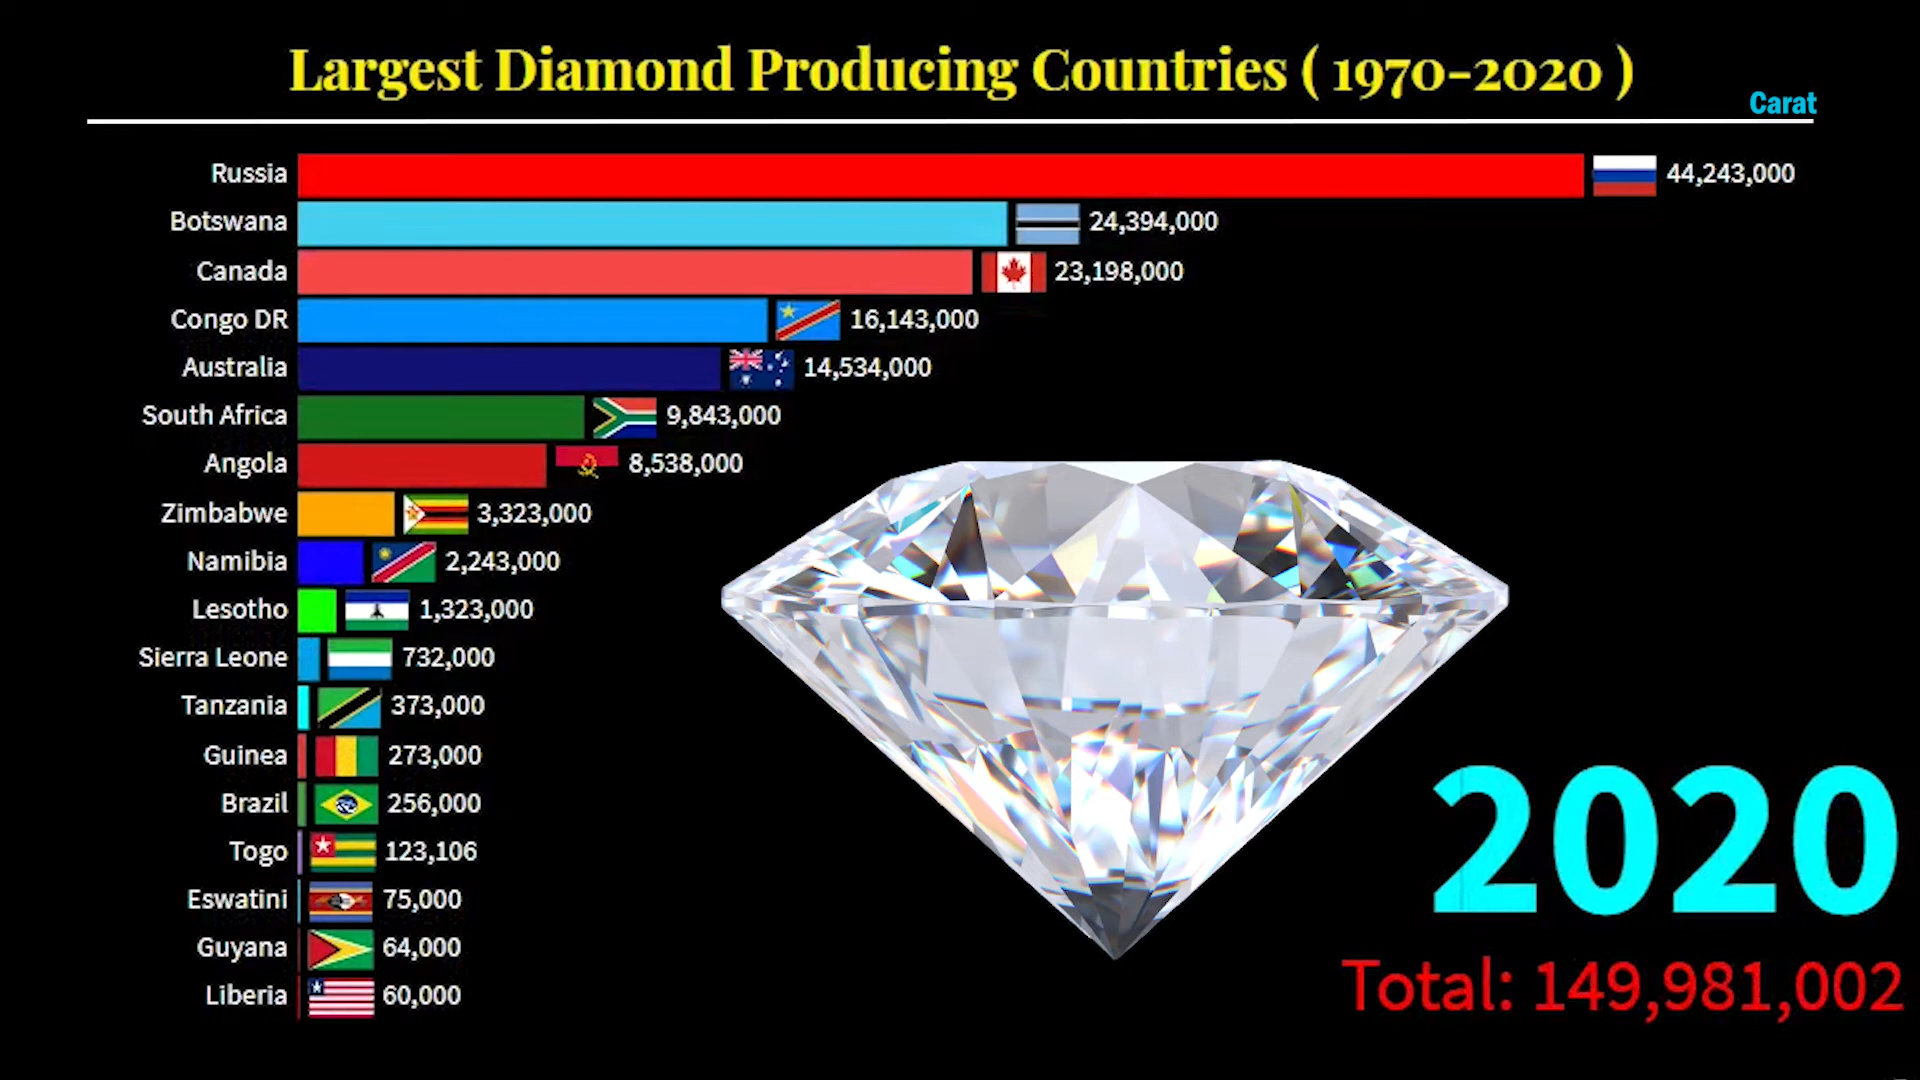 Largest Diamond Producing Countries ( 1970-2020 )
Carat
Russia 44,243,000
Botswana 24,394,000
Canada 23,198,000
Congo DR 16,143,000
Australia 14,534,000
South Africa 9,843,000
Angola 8,538,000
Zimbabwe 3,323,000
Namibia 2,243,000
Lesotho 1,323,000
Sierra Leone 732,000
Tanzania 373,000
Guinea 273,000
Brazil 256,000
Togo 123,106
Eswatini 75,000
Guyana 64,000
Liberia 60,000
2020
Total: 149,981,002